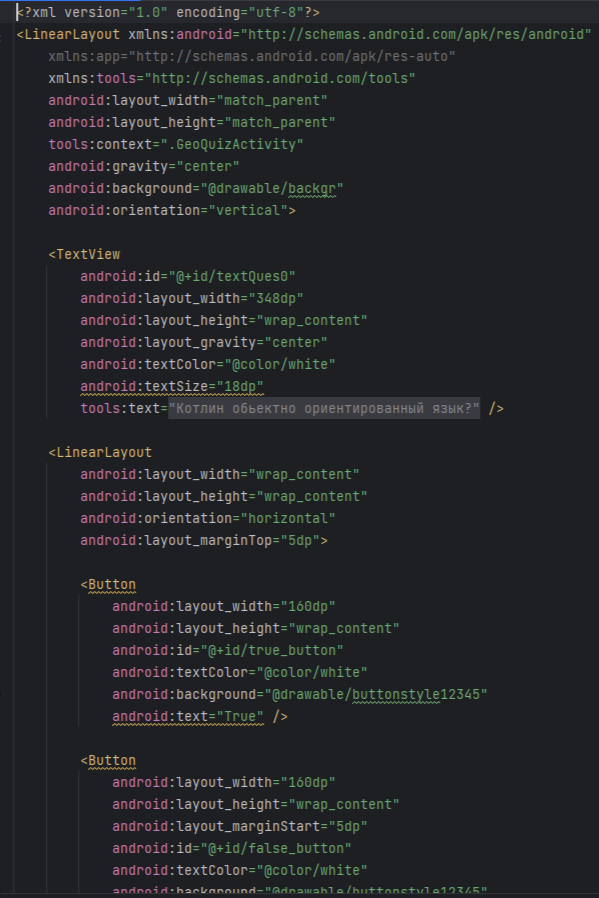 <?xml version="1.0" encoding="utf-8"?>
<LinearLayout xmlns:android="http://schemas.android.com/apk/res/android"
xmlns:app="http://schemas.android.com/apk/res-auto"
xmlns:tools="http://schemas.android.com/tools"
android:layout_width="match_parent"
android:layout_height="match_parent"
tools:context=".GeoQuizActivity"
android:gravity="center"
android:background="@drawable/backgr"
android:orientation="vertical">
<TextView
android:id="@+id/textQues0"
android:layout_width="348dp"
android:layout_height="wrap_content"
android:layout_gravity="center"
android:textColor="@color/white"
android:textSize="18dp"
tools:text="Котлин обьектно ориентированный язык?" />
<LinearLayout
android:layout_width="wrap_content"
android:layout_height="wrap_content"
android:orientation="horizontal"
android:layout_marginTop="5dp">
<Button
android:layout_width="160dp"
android:layout_height="wrap_content"
android:id="@+id/true_button"
android:textColor="@color/white"
android:background="@drawable/buttonstyle12345"
android:text="True" />
<Button
android:layout_width="160dp"
android:layout_height="wrap_content"
android:layout_marginStart="5dp"
android:id="@+id/false_button"
android:textColor="@color/white"
android:background="@drawable/buttonstyle12345"